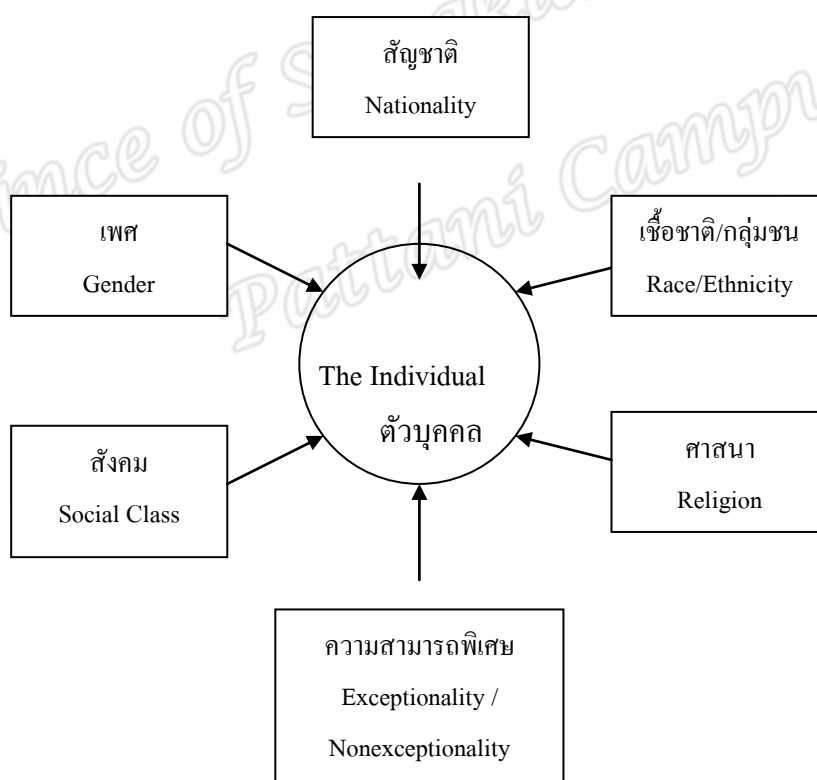 สัญชาติ
Nationality
เพศ
Gender
เชื้อชาติ/กลุ่มชน
Race/Ethnicity
The Individual
ตัวบุคคล
สังคม
Social Class
ศาสนา
Religion
ความสามารถพิเศษ
Exceptionality /
Nonexceptionality
Pattani Campu